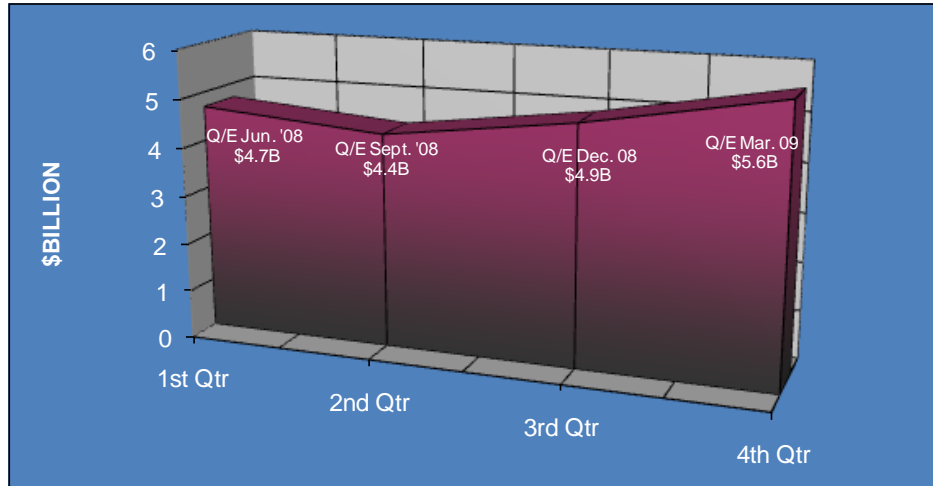 6
5
4
3
2
1
0
$BILLION
Q/E Jun. '08
$4.7B
Q/E Sept. '08
$4.4B
Q/E Dec. 08
$4.9B
Q/E Mar. 09
$5.6B
1st Qtr
2nd Qtr
3rd Qtr
4th Qtr